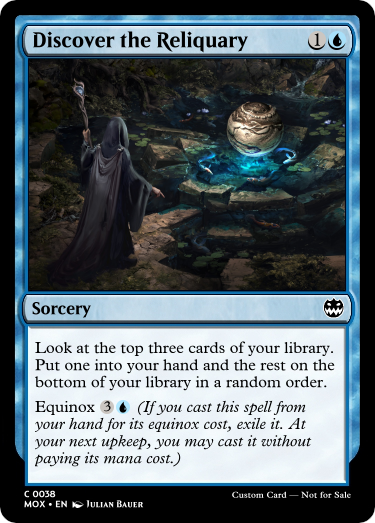 Discover the Reliquary 1
Sorcery
Look at the top three cards of your library.
Put one into your hand and the rest on the
bottom of your library in a random order.
Equinox 3 (If you cast this spell from
your hand for its equinox cost, exile it. At
your next upkeep, you may cast it without
paying its mana cost.)
C 0038
MOX • EN Julian Bauer
Custom Card — Not for Sale